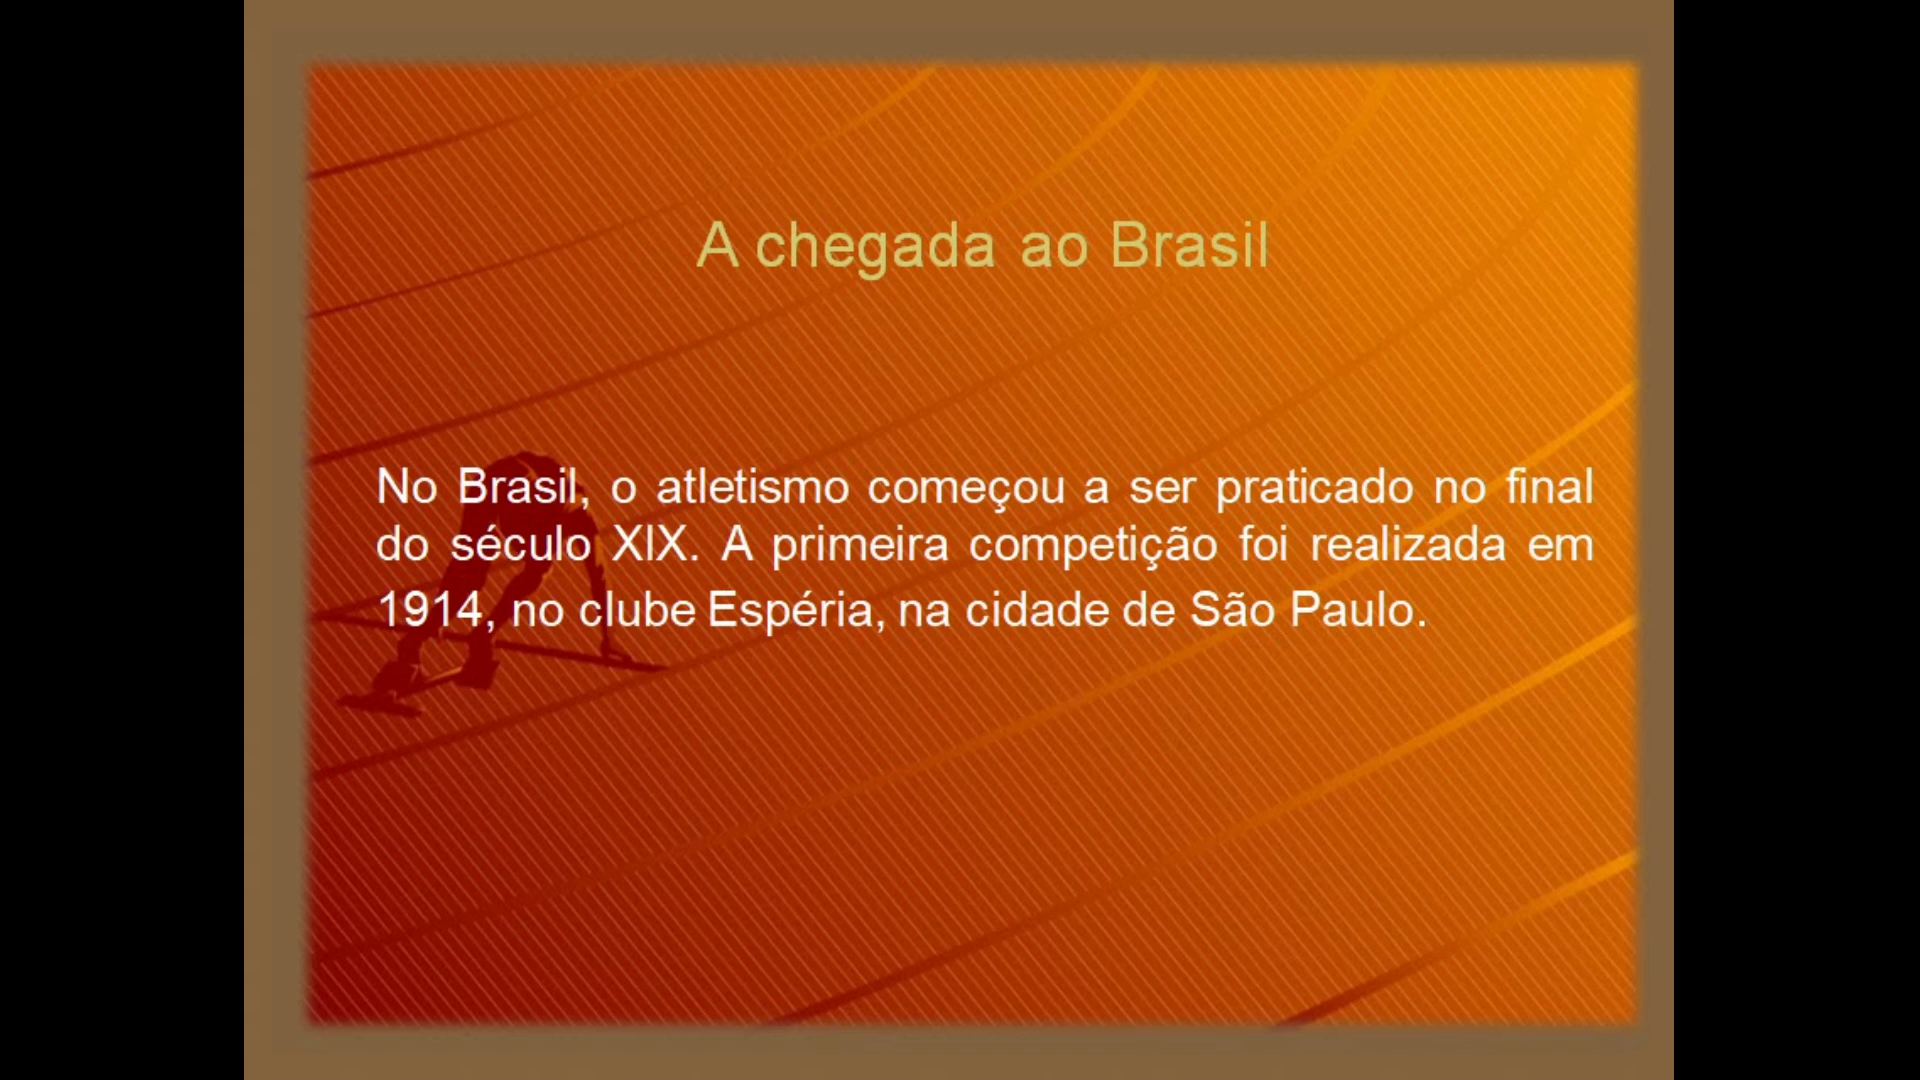 A chegada ao Brasil
No Brasil, o atletismo começou a ser praticado no final
do século XIX. A primeira competição foi realizada em
1914, no clube Espéria, na cidade de São Paulo.